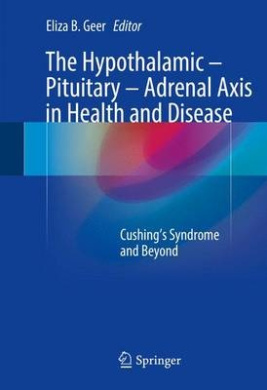 Eliza B. Geer Editor
The Hypothalamic –
Pituitary – Adrenal Axis
in Health and Disease
Cushing's Syndrome
and Beyond
Springer